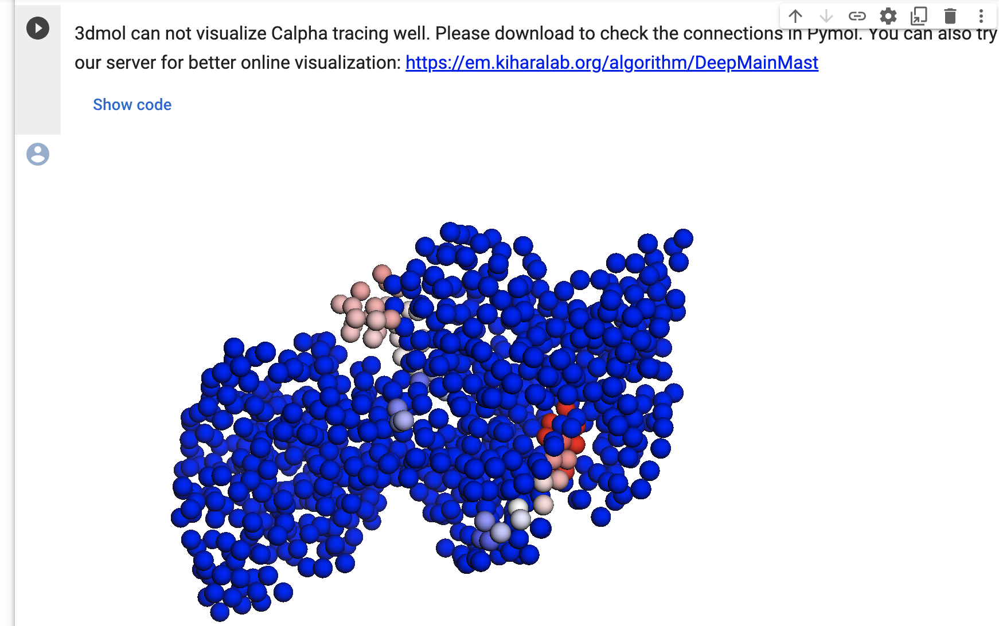 3dmol can not visualize Calpha tracing well. Please download to check the connections in Pymol. You can also try
our server for better online visualization: https://em.kiharalab.org/algorithm/DeepMainMast
Show code